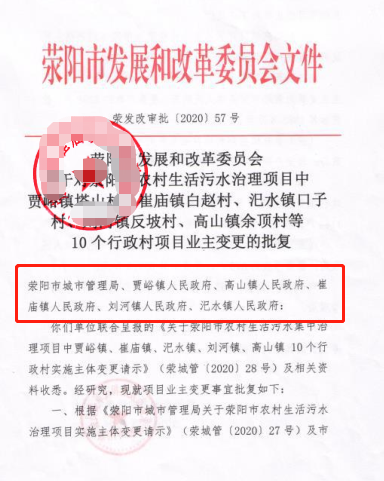 荥阳市发展和改革委员会文件
荥发改审批〔2020〕57号
荥阳 发展和改革委员会
于对荥阳 农村生活污水治理项目中
贾峪镇塔山村、崔庙镇白赵村、汜水镇口子
村、 镇反坡村、高山镇余顶村等
10个行政村项目业主变更的批复
荥阳市城市管理局、贾峪镇人民政府、高山镇人民政府、崔
庙镇人民政府、刘河镇人民政府、汜水镇人民政府：
你们单位联合呈报的《关于荥阳市农村生活污水集中治
理项目中贾峪镇、崔庙镇、汜水镇、刘河镇、高山镇10个行
政村实施主体变更请示》（荥城管〔2020〕28号）及相关资
料收悉。经研究，现就项目业主变更事宜批复如下：
一、根据《荥阳市城市管理局关于荥阳市农村生活污水
治理项目实施主体变更请示》（荥城管〔2020〕27号）及市